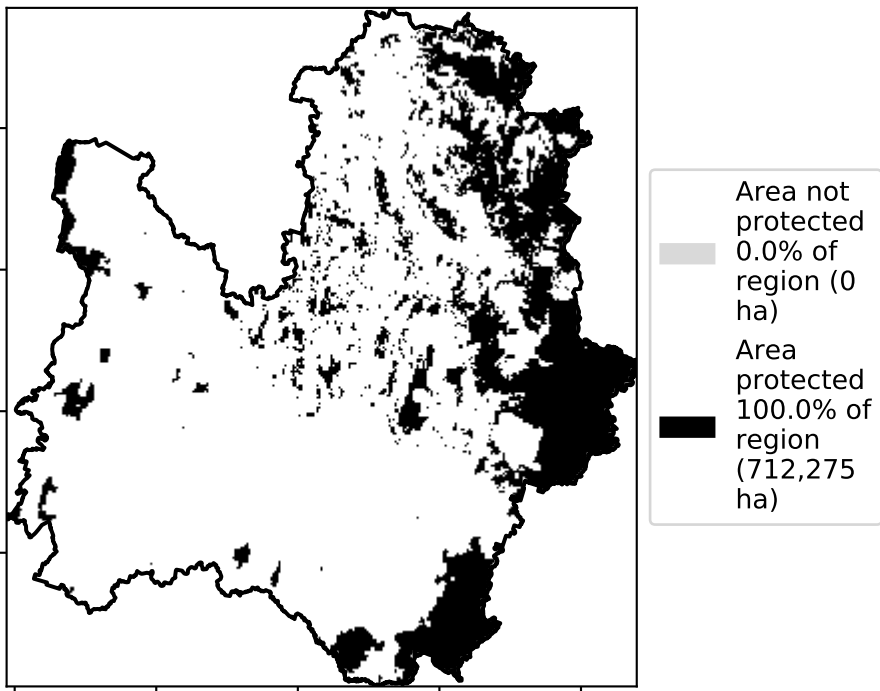 Area not
protected
0.0% of
region (0
ha)
Area
protected
100.0% of
region
(712,275
ha)